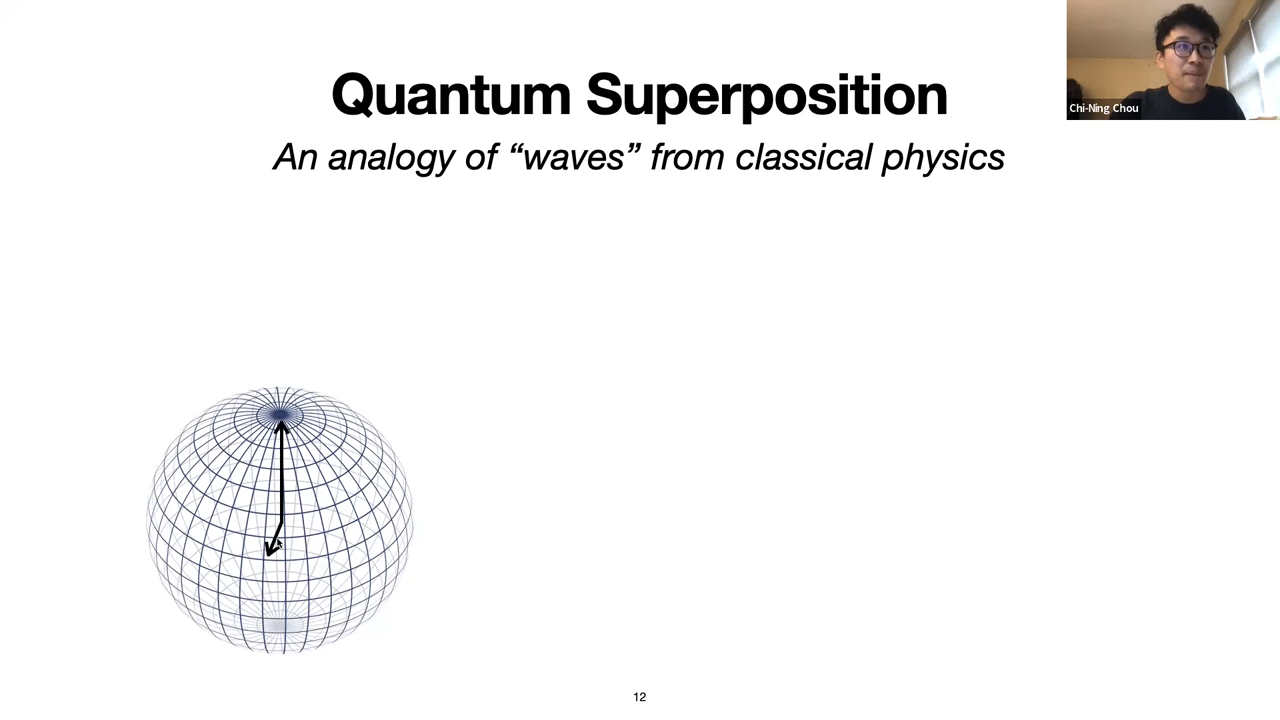 Quantum Superposition
An analogy of “waves” from classical physics
Chi-Ning Chou
12